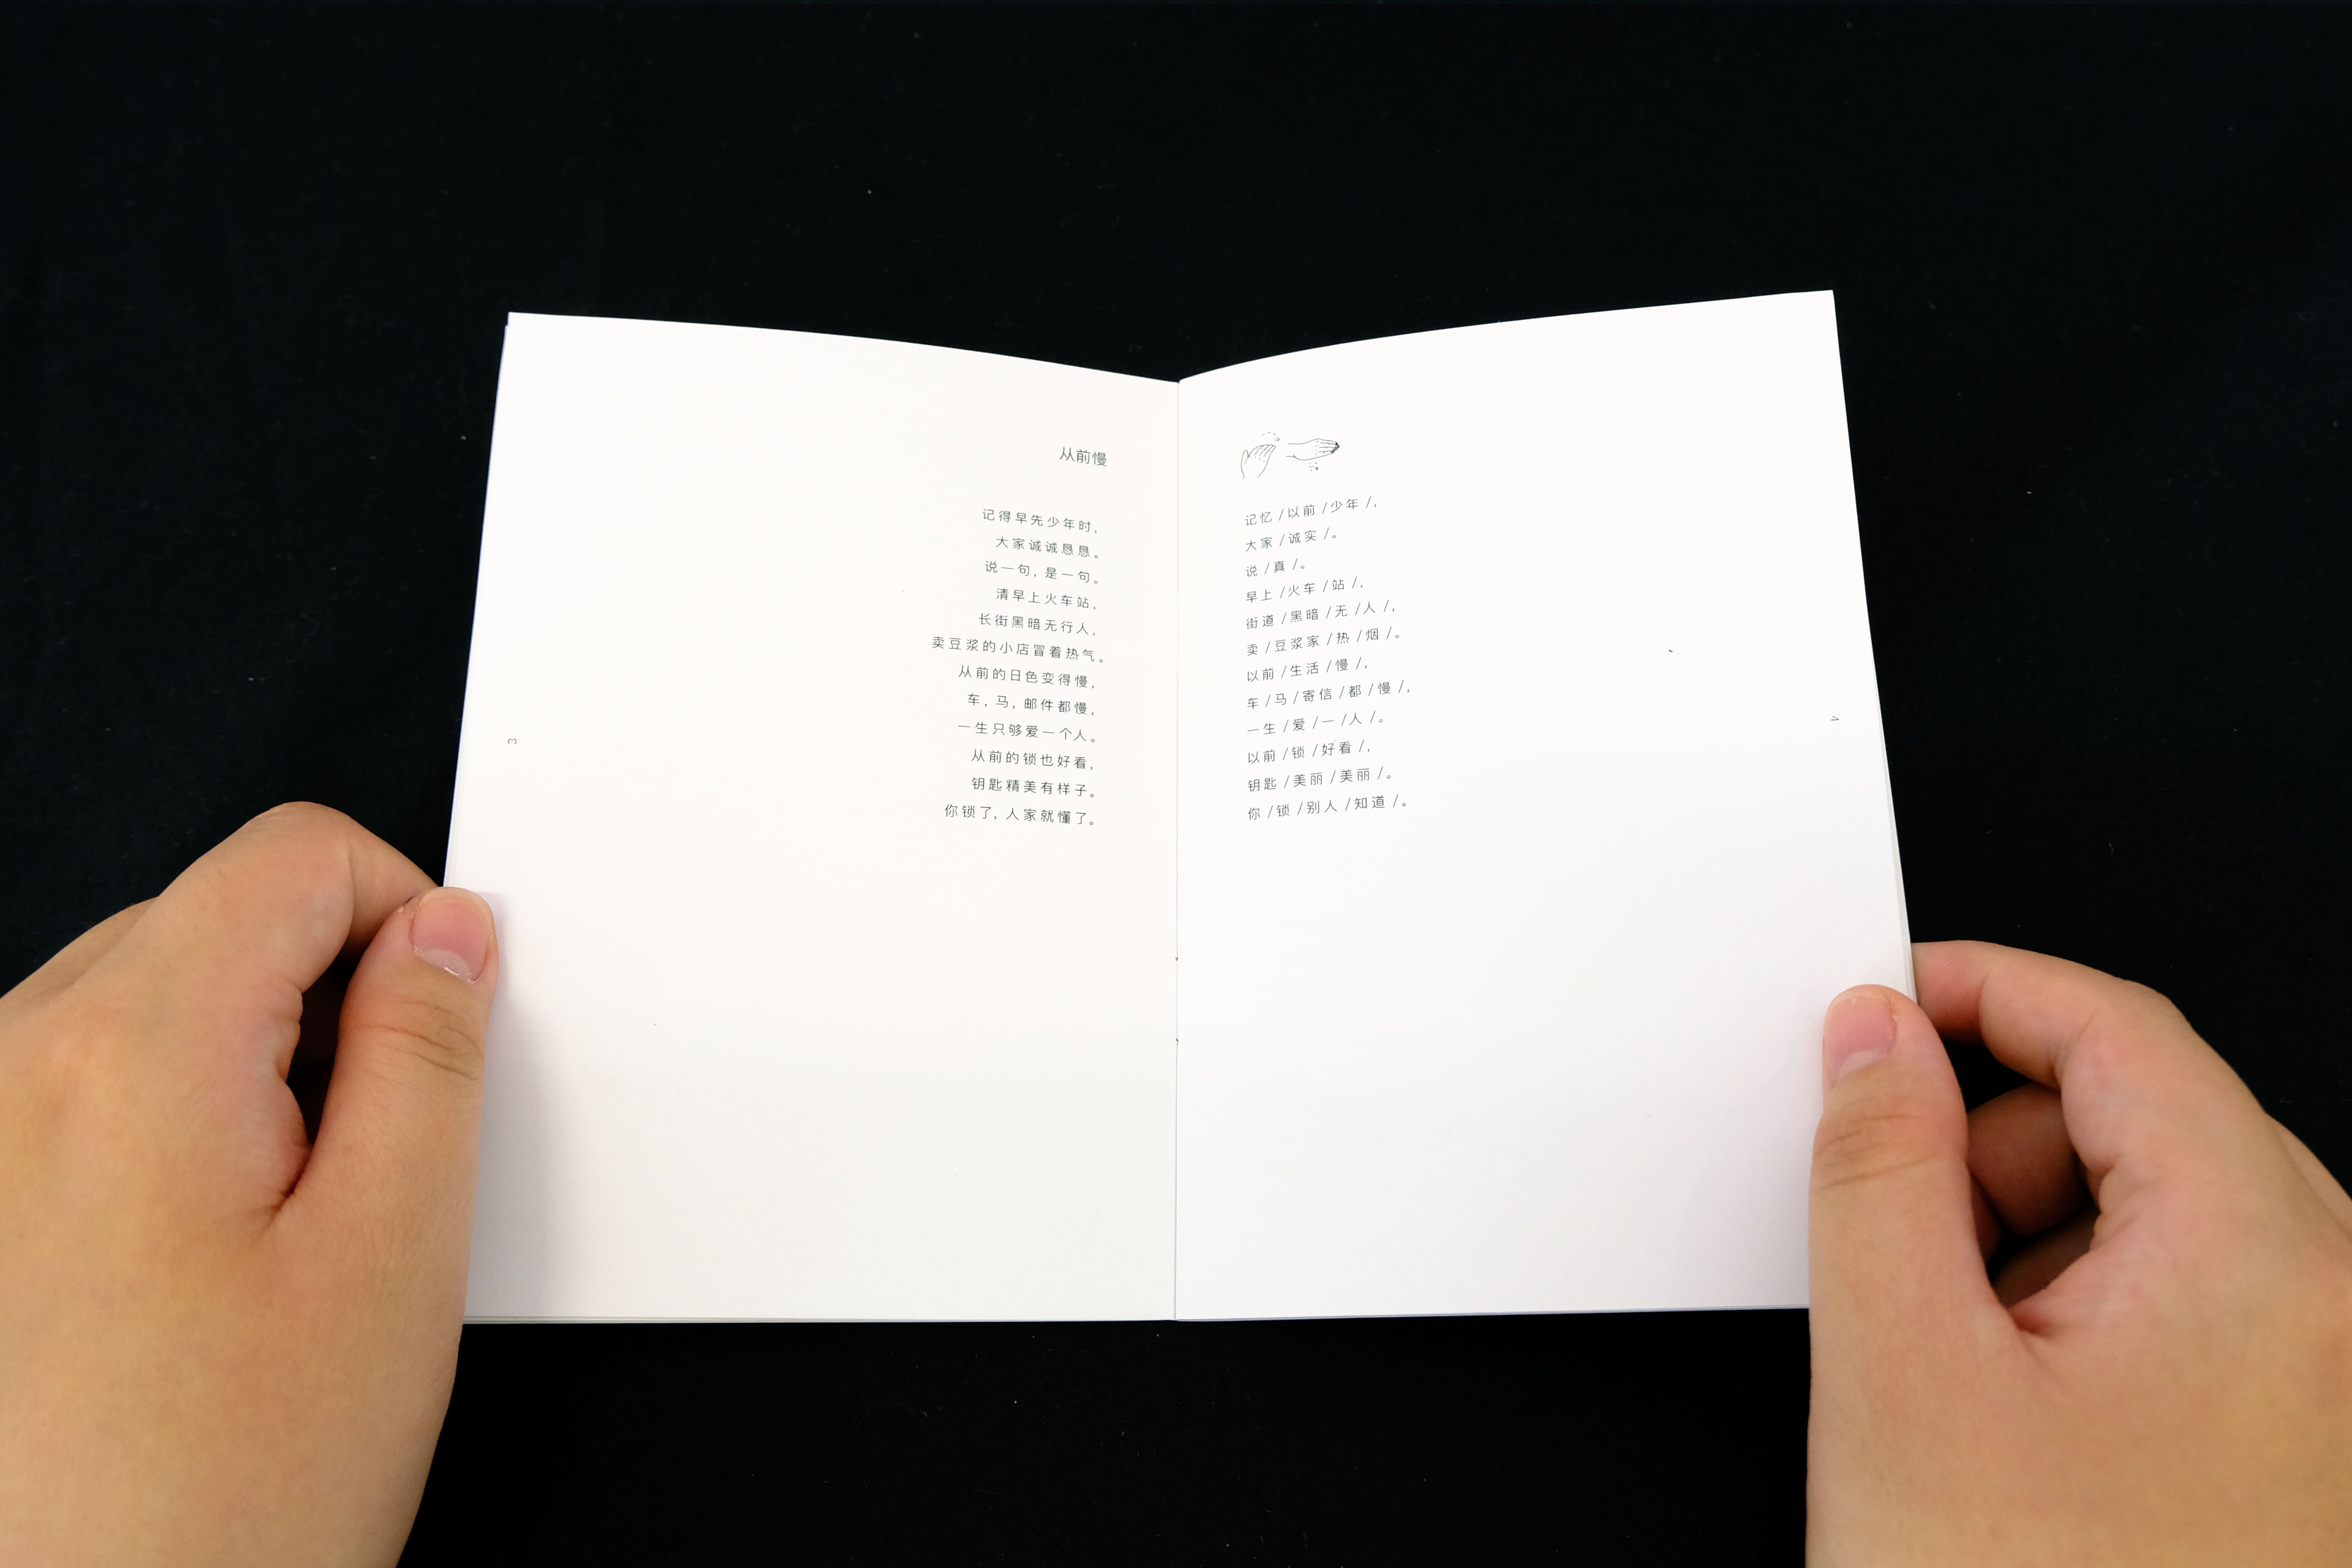 从前慢
记得早先少年时,
大家诚诚恳恳。
说一句, 是一句。
清早上火车站,
长街黑暗无行人,
卖豆浆的小店冒着热气。
从前的日色变得慢,
车, 马, 邮件都慢,
一生只够爱一个人。
从前的锁也好看,
钥匙精美有样子。
你锁了, 人家就懂了。
3
记忆 / 以前 / 少年 /,
大家 / 诚实 /。
说 / 真 /。
早上 / 火车 / 站 /,
街道 / 黑暗 / 无 / 人 /,
卖 / 豆浆家 / 热 / 烟 /。
以前 / 生活 / 慢 /,
车 / 马 / 寄信 / 都 / 慢 /,
一生 / 爱 / 一 / 人 /。
以前 / 锁 / 好看 /,
钥匙 / 美丽 / 美丽 /。
你 / 锁 / 别人 / 知道 /。